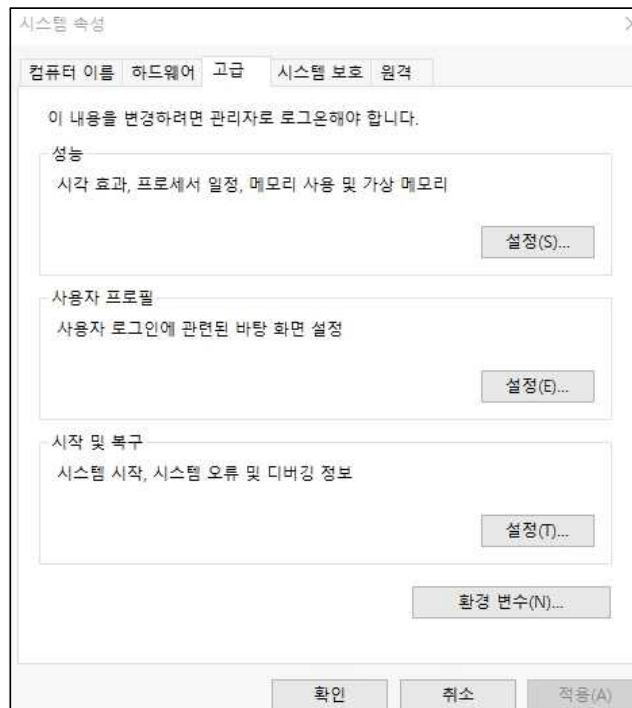 시스템 속성
컴퓨터 이름 하드웨어 고급 시스템 보호 원격
이 내용을 변경하려면 관리자로 로그온해야 합니다.
성능
시각 효과, 프로세서 일정, 메모리 사용 및 가상 메모리
설정(S)...
사용자 프로필
사용자 로그인에 관련된 바탕 화면 설정
설정(E)...
시작 및 복구
시스템 시작, 시스템 오류 및 디버깅 정보
설정(T)...
환경 변수(N)...
확인 취소 적용(A)